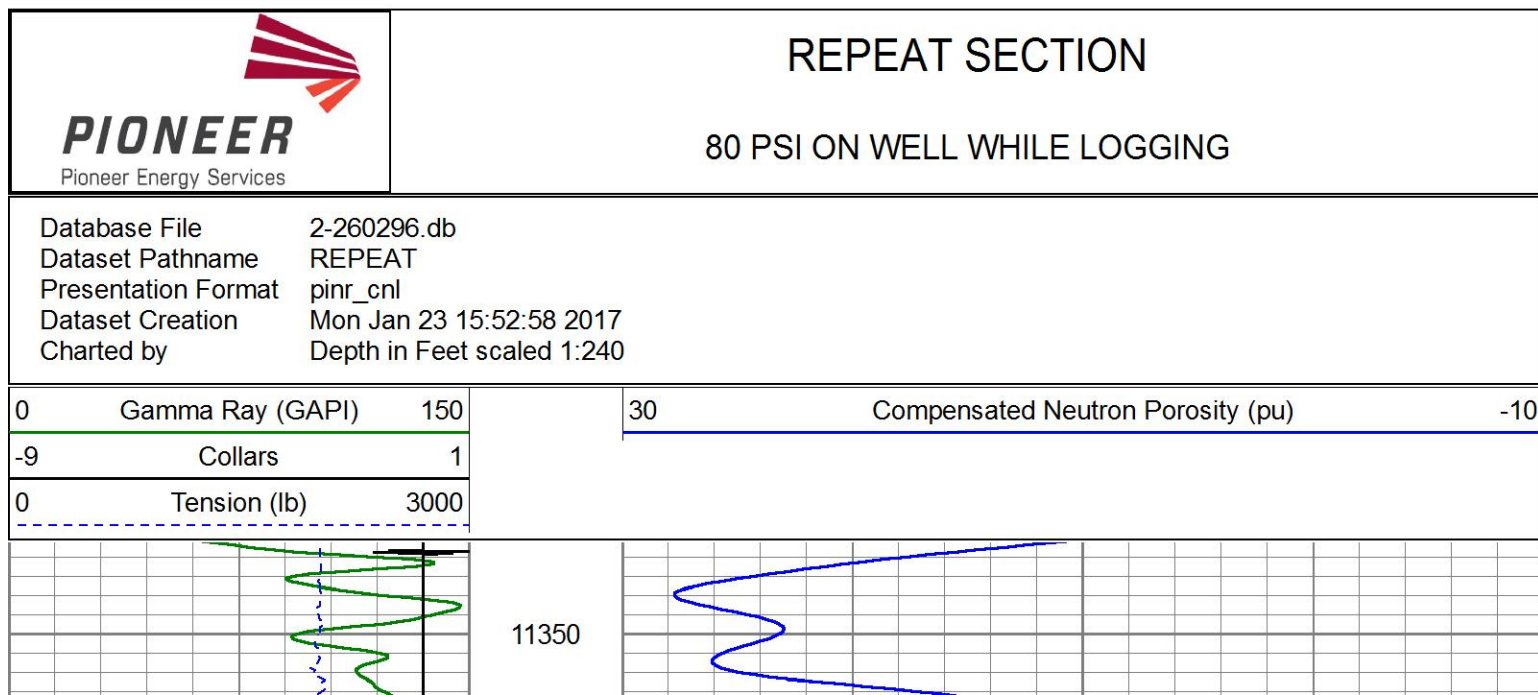 REPEAT SECTION
80 PSI ON WELL WHILE LOGGING
PIONEER
Pioneer Energy Services
Database File 2-260296.db
Dataset Pathname REPEAT
Presentation Format pinr_cnl
Dataset Creation Mon Jan 23 15:52:58 2017
Charted by Depth in Feet scaled 1:240
0 Gamma Ray (GAPI) 150
30 Compensated Neutron Porosity (pu) -10
-9 Collars 1
0 Tension (lb) 3000
11350